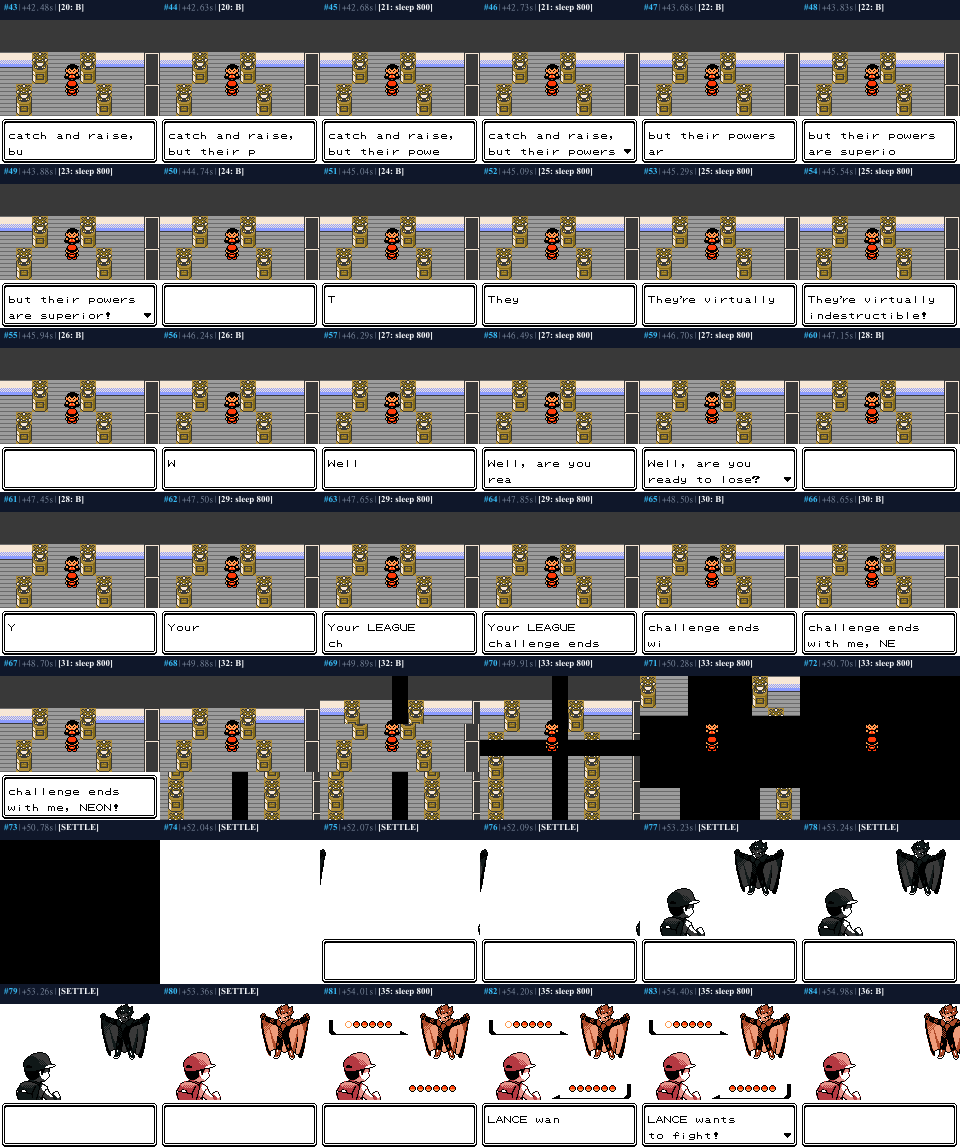 #43|+42.48s| [20: B]
#44|+42.63s| [20: B]
#45|+42.68s| [21: sleep 800]
#46|+42.73s| [21: sleep 800]
#47|+43.68s| [22: B]
#48|+43.83s| [22: B]
catch and raise,
bu
catch and raise,
but their p
catch and raise,
but their powe
catch and raise,
but their powers
but their powers
ar
but their powers
are superio
#49|+43.88s| [23: sleep 800]
#50|+44.74s| [24: B]
#51|+45.04s| [24: B]
#52|+45.09s| [25: sleep 800]
#53|+45.29s| [25: sleep 800]
#54|+45.54s| [25: sleep 800]
but their powers
are superior!
T
They
They're virtually
They're virtually
indestructible!
#55|+45.94s| [26: B]
#56|+46.24s| [26: B]
#57|+46.29s| [27: sleep 800]
#58|+46.49s| [27: sleep 800]
#59|+46.70s| [27: sleep 800]
#60|+47.15s| [28: B]
W
Well
Well, are you
rea
Well, are you
ready to lose?
#61|+47.45s| [28: B]
#62|+47.50s| [29: sleep 800]
#63|+47.65s| [29: sleep 800]
#64|+47.85s| [29: sleep 800]
#65|+48.50s| [30: B]
#66|+48.65s| [30: B]
Y
Your
Your LEAGUE
ch
Your LEAGUE
challenge ends
challenge ends
wi
challenge ends
with me, NE
#67|+48.70s| [31: sleep 800]
#68|+49.88s| [32: B]
#69|+49.89s| [32: B]
#70|+49.91s| [33: sleep 800]
#71|+50.28s| [33: sleep 800]
#72|+50.70s| [33: sleep 800]
challenge ends
with me, NEON!
#73|+50.78s| [SETTLE]
#74|+52.04s| [SETTLE]
#75|+52.07s| [SETTLE]
#76|+52.09s| [SETTLE]
#77|+53.23s| [SETTLE]
#78|+53.24s| [SETTLE]
#79|+53.26s| [SETTLE]
#80|+53.36s| [SETTLE]
#81|+54.01s| [35: sleep 800]
#82|+54.20s| [35: sleep 800]
#83|+54.40s| [35: sleep 800]
#84|+54.98s| [36: B]
LANCE wan
LANCE wants
to fight!